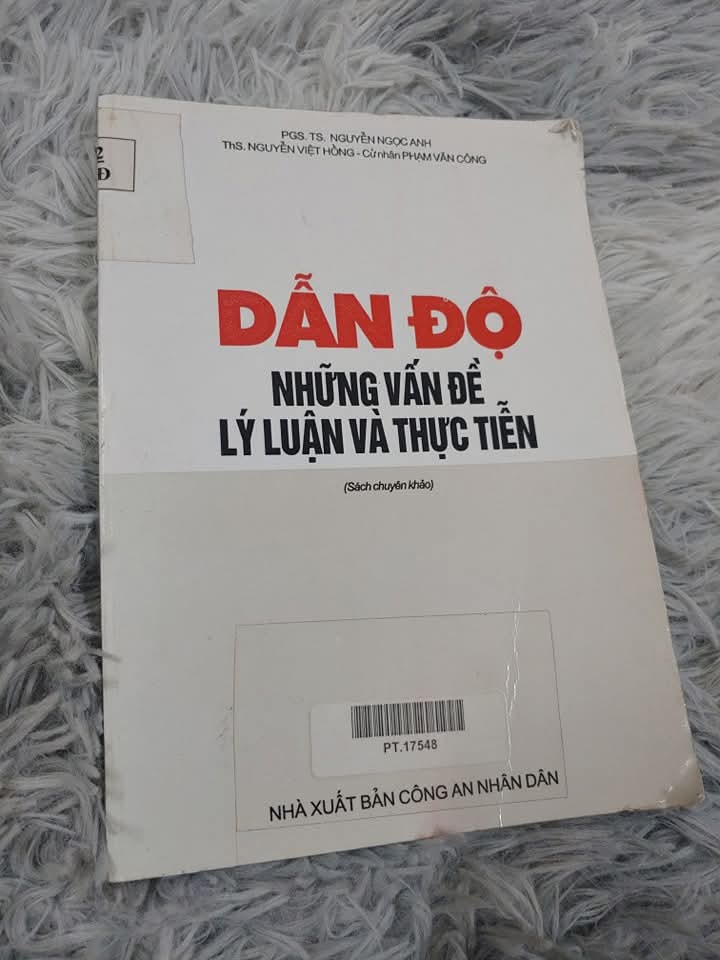 2
Đ
PGS. TS. NGUYỄN NGỌC ANH
ThS. NGUYỄN VIỆT HỒNG - Cử nhân PHẠM VĂN CÔNG
DẪN ĐỘ
NHỮNG VẤN ĐỀ
LÝ LUẬN VÀ THỰC TIỄN
(Sách chuyên khảo)
PT.17548
NHÀ XUẤT BẢN CÔNG AN NHÂN DÂN